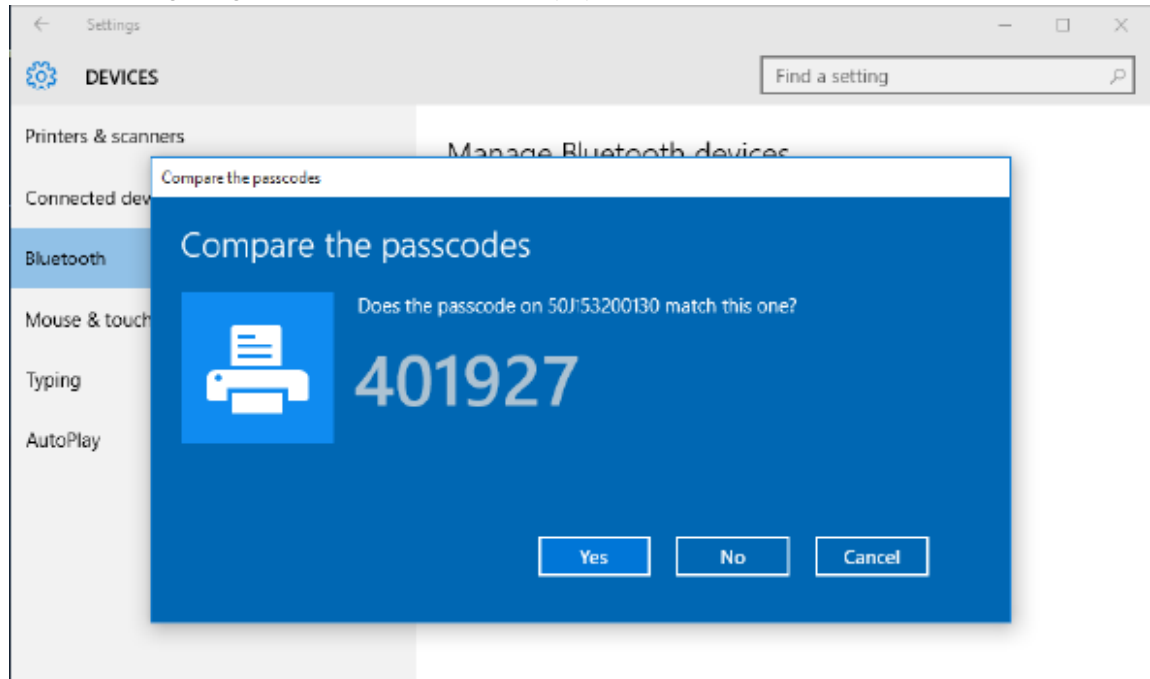 Settings
DEVICES
Find a setting
Printers & scanners
Manage Bluetooth devices
Compare the passcodes
Connected dev
Bluetooth
Compare the passcodes
Does the passcode on 50J153200130 match this one?
Mouse & touch
401927
Typing
AutoPlay
Yes No Cancel